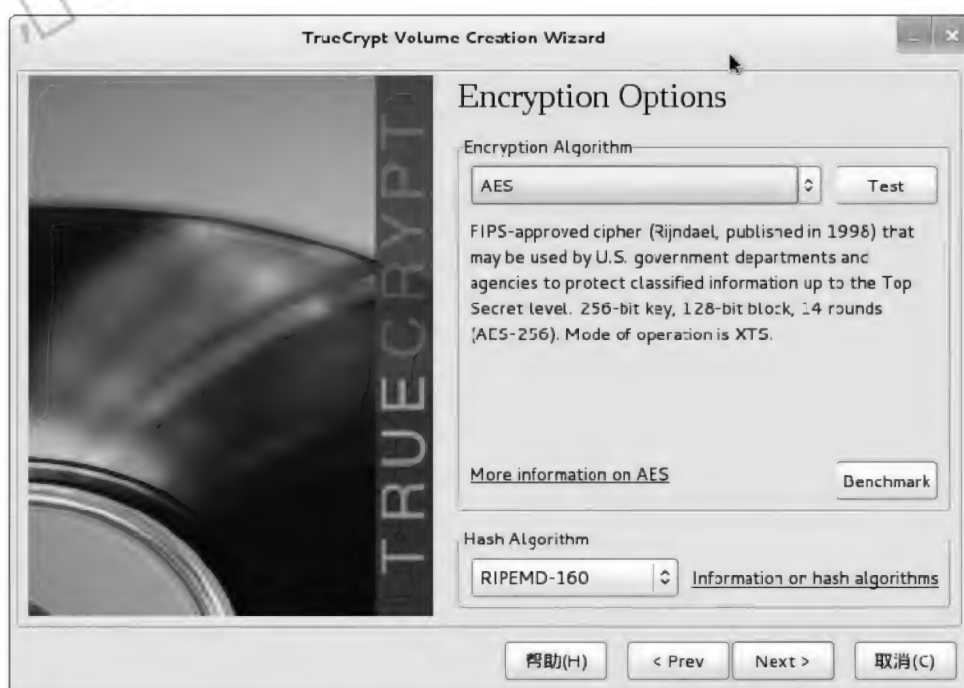 TrueCrypt Volume Creation Wizard
TRUECRYPT
Encryption Options
Encryption Algorithm
AES
Test
FIPS-approved cipher (Rijndael, published in 1998) that
may be used by U.S. government departments and
agencies to protect classified information up to the Top
Secret level. 256-bit key, 128-bit block, 14 rounds
(AES-256). Mode of operation is XTS.
More information on AES
Benchmark
Hash Algorithm
RIPEMD-160
Information on hash algorithms
帮助(H)
< Prev
Next >
取消(C)